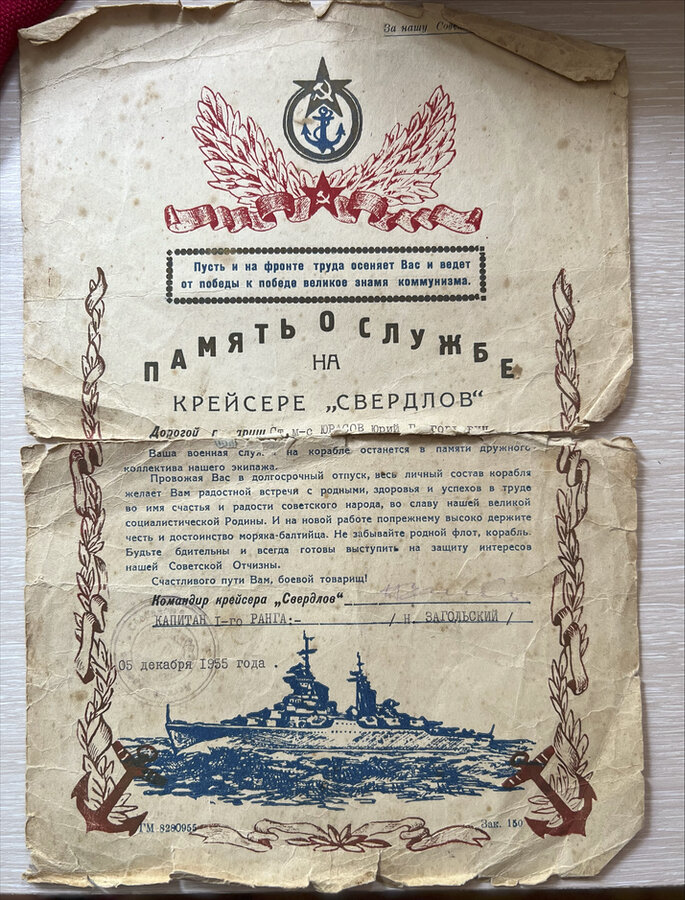 За нашу
Пусть и на фронте труда осеняет Вас и ведет
от победы к победе великое знамя коммунизма.
ПАМЯТЬ О СЛУЖБЕ
НА
КРЕЙСЕРЕ „СВЕРДЛОВ“
Дорогой Ст. м-с ЮРАСОВ Юрий
Ваша военная на корабле останется в памяти дружного
коллектива нашего экипажа.
Провожая Вас в долгосрочный отпуск, весь личный состав корабля
желает Вам радостной встречи с родными, здоровья и успехов в труде
во имя счастья и радости советского народа, во славу нашей великой
социалистической Родины. И на новой работе попрежнему высоко держите
честь и достоинство моряка-балтийца. Не забывайте родной флот, корабль.
Будьте бдительны и всегда готовы выступить на защиту интересов
нашей Советской Отчизны.
Счастливого пути Вам, боевой товарищ!
Командир крейсера „Свердлов“
КАПИТАН I-го РАНГА:- / Н. ЗАГОЛЬСКИЙ /
05 декабря 1955 года .
ГМ 8280955
Зак. 150